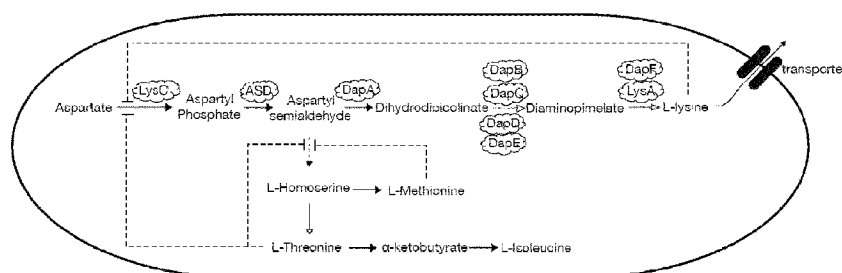 DapB DapF
LysC ASD DapA DapC LysA transporte
Aspartate Aspartyl Phosphate Aspartyl semialdehyde Dihydrodipicolinate Diaminopimelate L-lysine
DapD
DapE
L-Homoserine L-Methionine
L-Threonine α-ketobutyrate L-Isoleucine